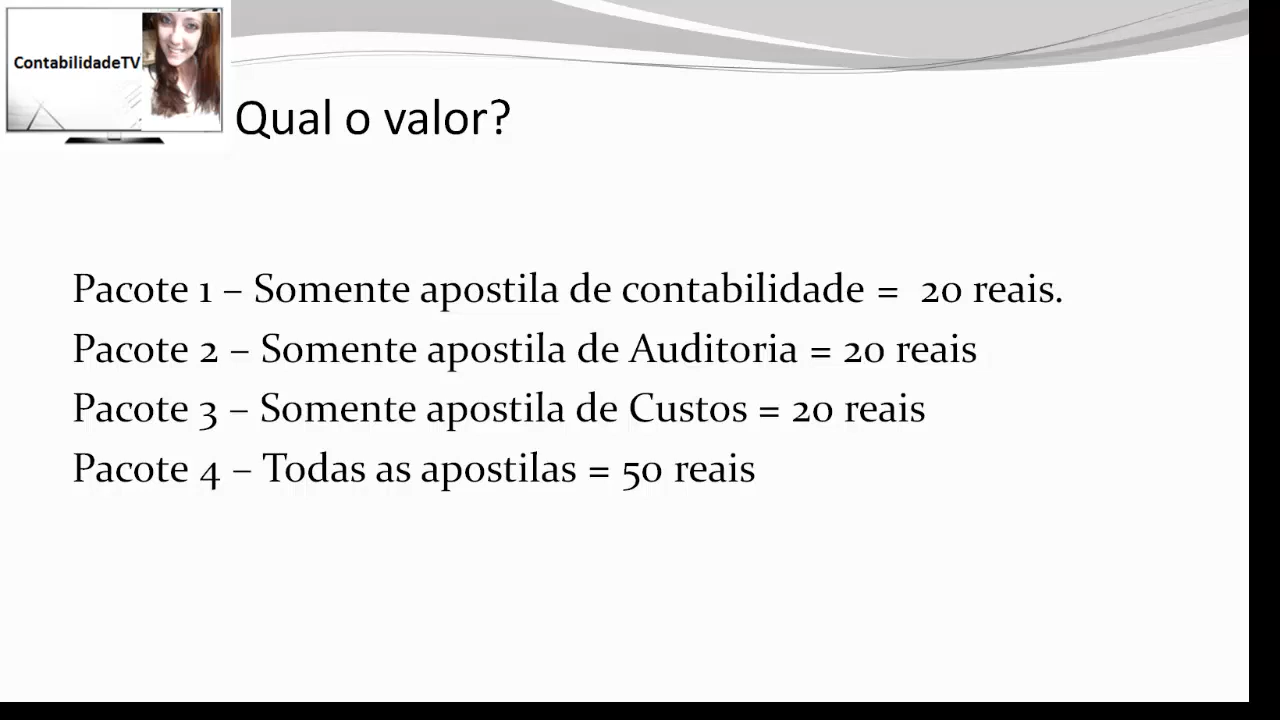 ContabilidadeTV
Qual o valor?
Pacote 1 – Somente apostila de contabilidade = 20 reais.
Pacote 2 – Somente apostila de Auditoria = 20 reais
Pacote 3 – Somente apostila de Custos = 20 reais
Pacote 4 – Todas as apostilas = 50 reais